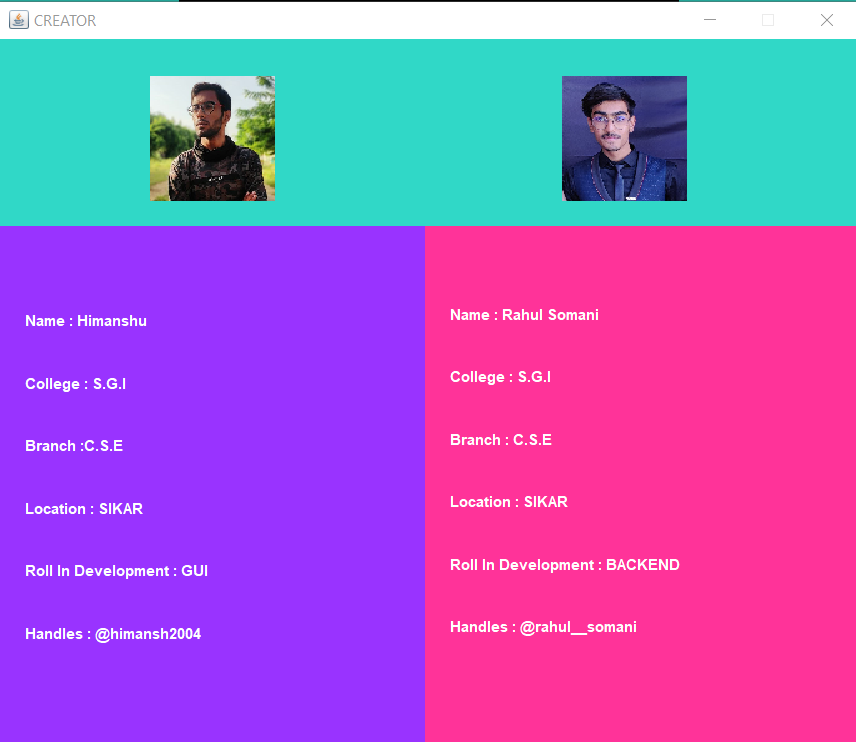 CREATOR
Name : Himanshu
College : S.G.I
Branch :C.S.E
Location : SIKAR
Roll In Development : GUI
Handles : @himansh2004
Name : Rahul Somani
College : S.G.I
Branch : C.S.E
Location : SIKAR
Roll In Development : BACKEND
Handles : @rahul__somani